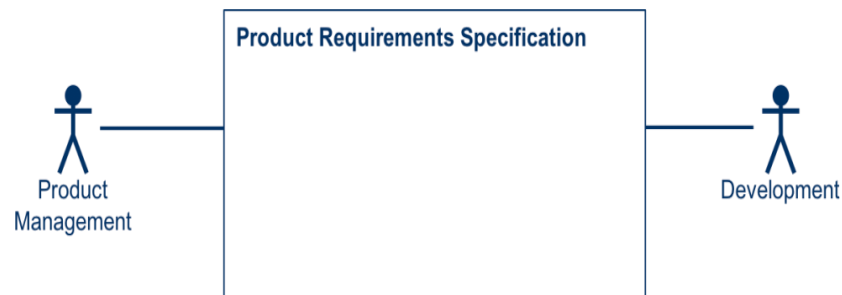 Product Requirements Specification
Product
Management
Development